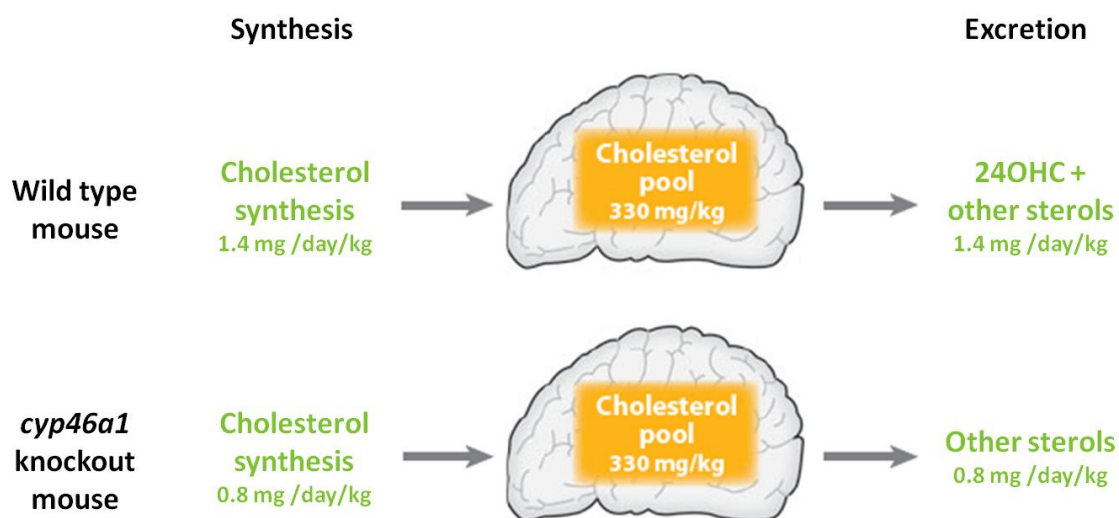 Synthesis
Excretion
Wild type
mouse
Cholesterol
synthesis
1.4 mg /day/kg
Cholesterol
pool
330 mg/kg
24OHC +
other sterols
1.4 mg /day/kg
cyp46a1
knockout
mouse
Cholesterol
synthesis
0.8 mg /day/kg
Cholesterol
pool
330 mg/kg
Other sterols
0.8 mg /day/kg